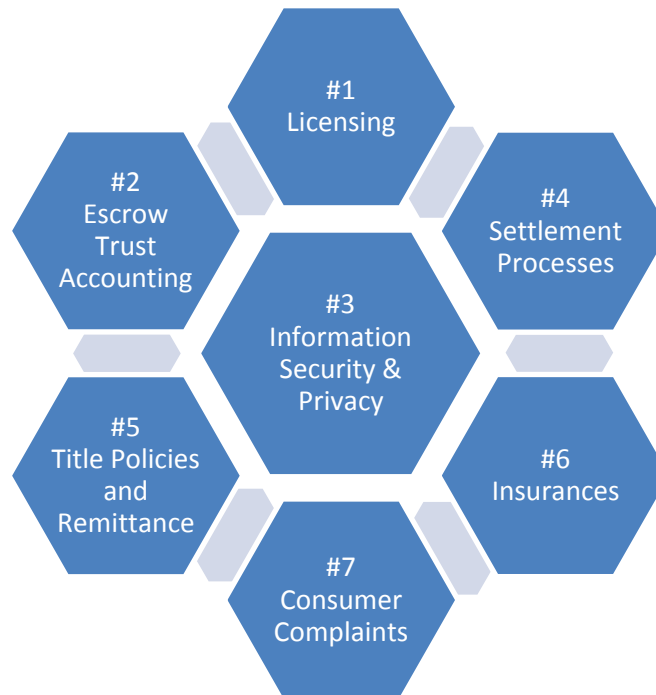 #1
Licensing
#2
Escrow
Trust
Accounting
#4
Settlement
Processes
#3
Information
Security &
Privacy
#5
Title Policies
and
Remittance
#6
Insurances
#7
Consumer
Complaints